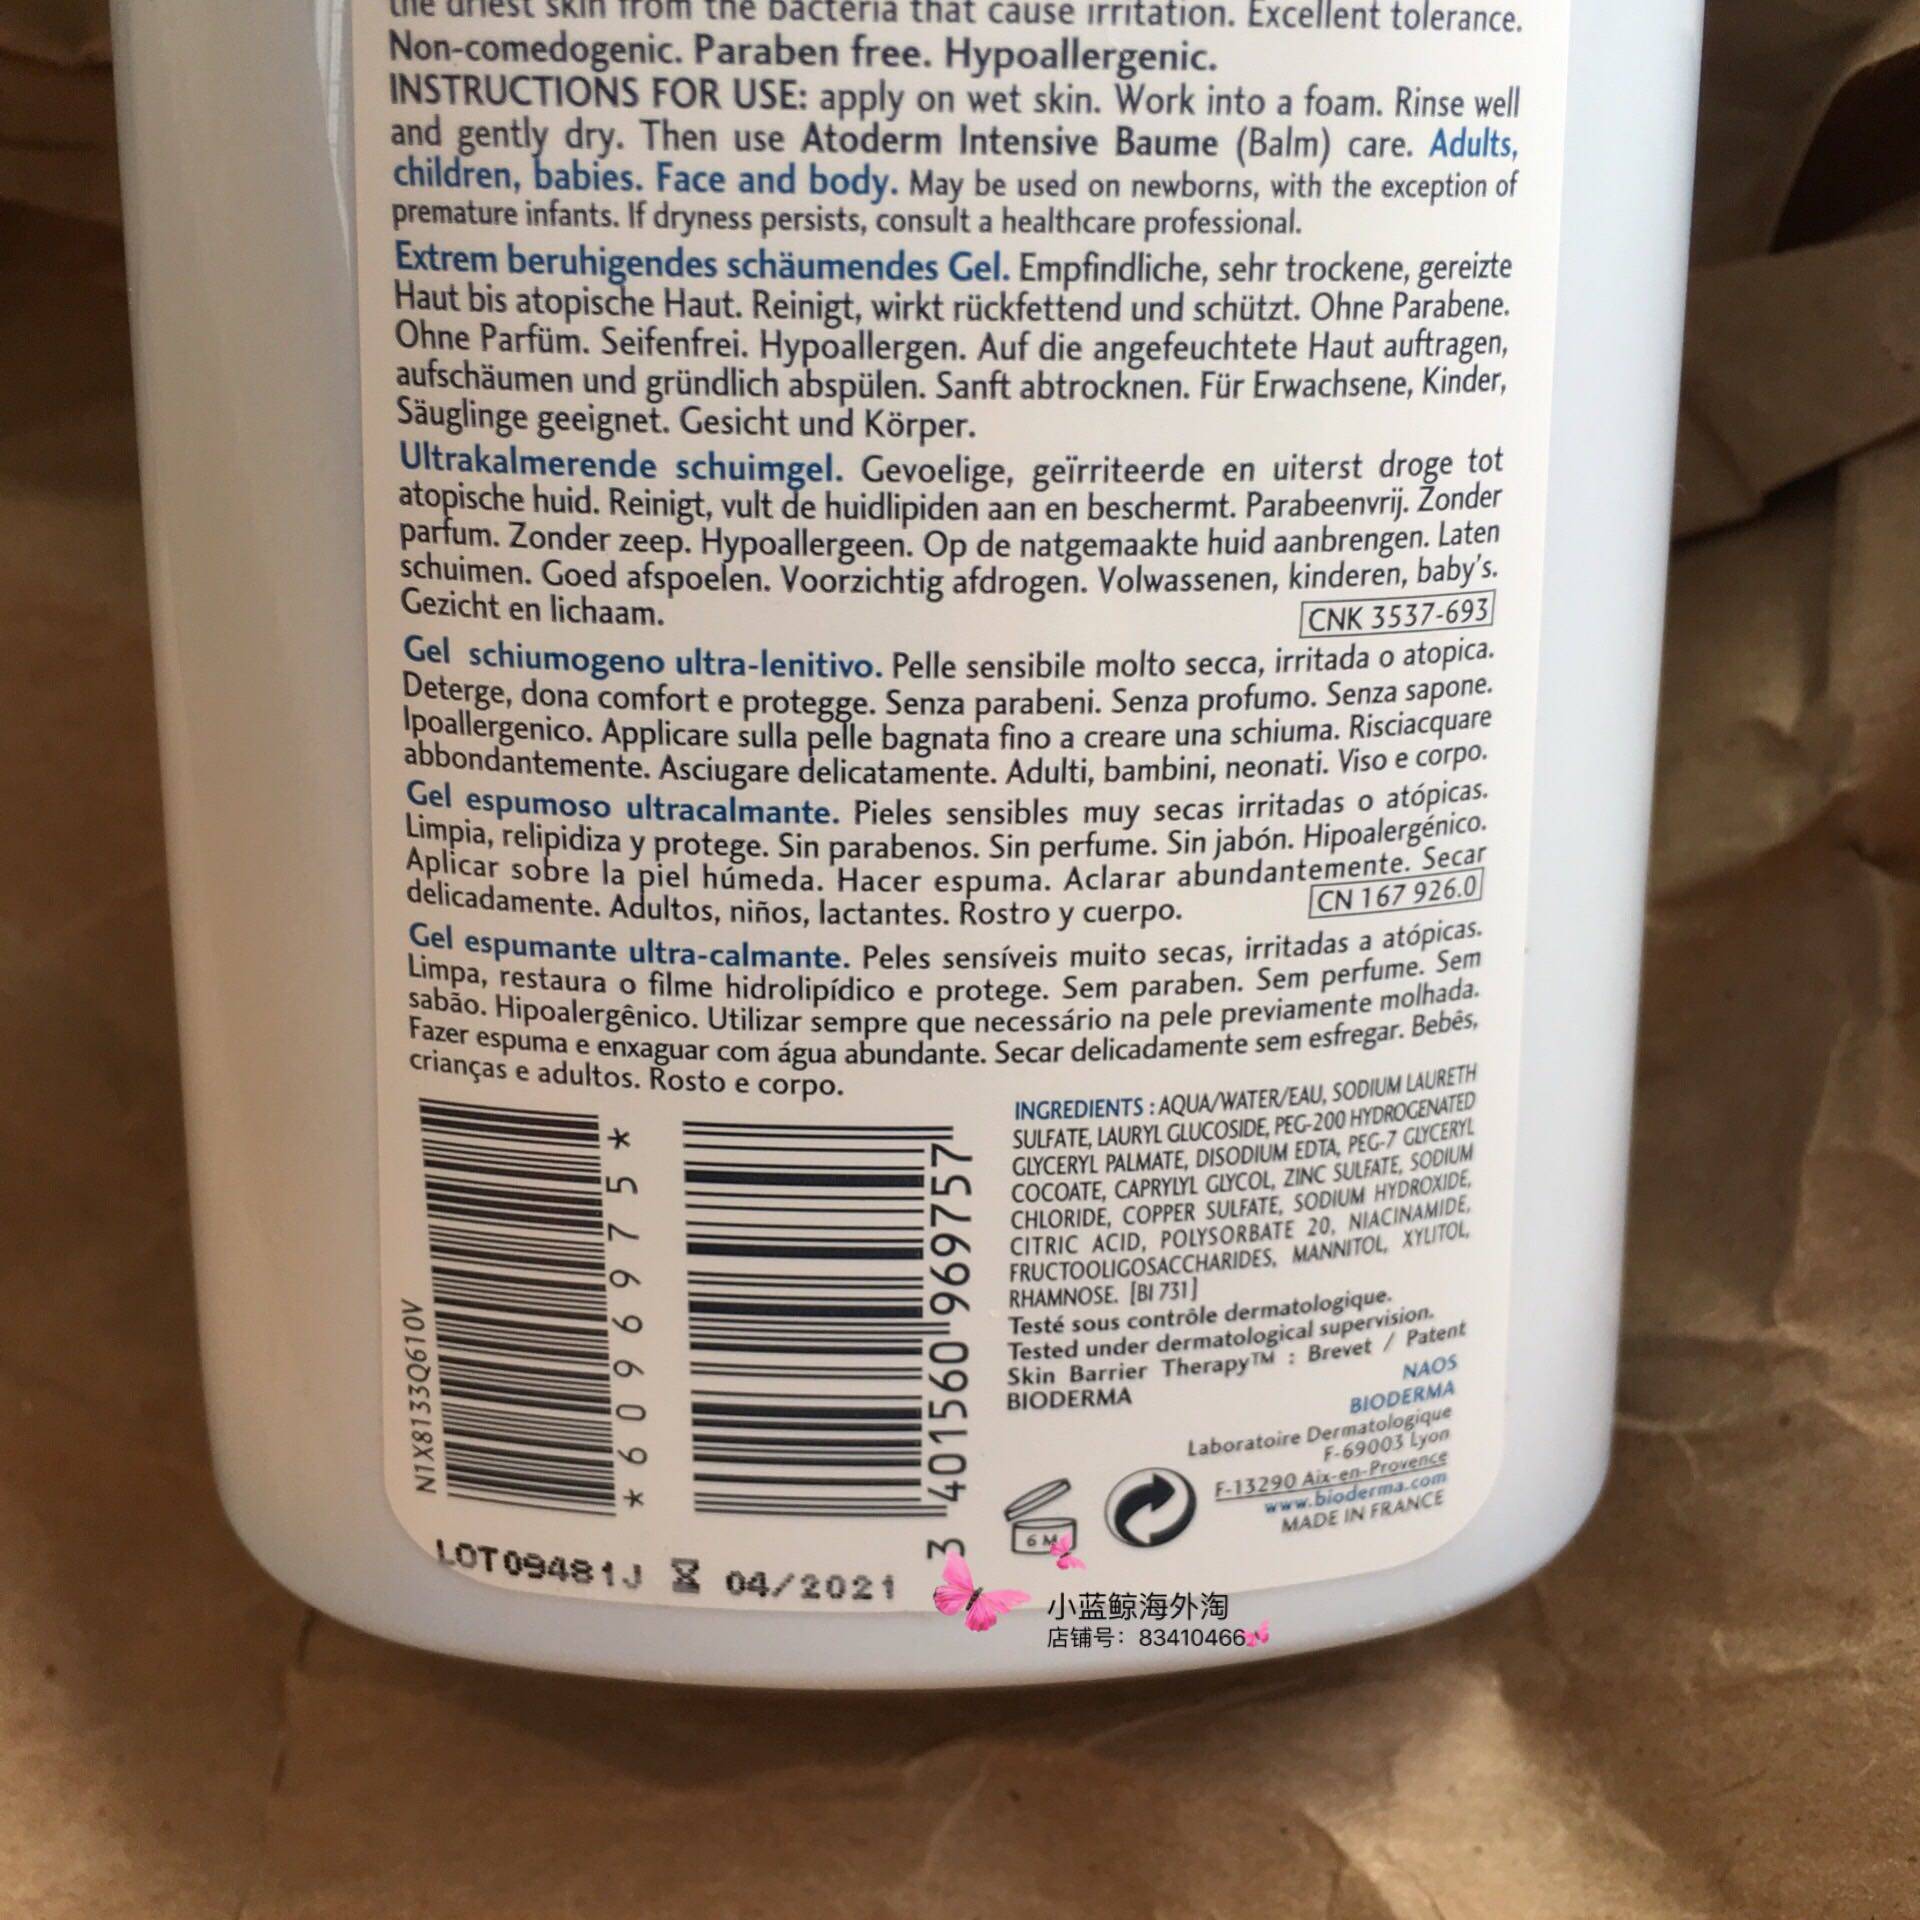 the driest skin from the bacteria that cause irritation. Excellent tolerance.
Non-comedogenic. Paraben free. Hypoallergenic.
INSTRUCTIONS FOR USE: apply on wet skin. Work into a foam. Rinse well
and gently dry. Then use Atoderm Intensive Baume (Balm) care. Adults,
children, babies. Face and body. May be used on newborns, with the exception of
premature infants. If dryness persists, consult a healthcare professional.
Extrem beruhigendes schäumendes Gel. Empfindliche, sehr trockene, gereizte
Haut bis atopische Haut. Reinigt, wirkt rückfettend und schützt. Ohne Parabene.
Ohne Parfüm. Seifenfrei. Hypoallergen. Auf die angefeuchtete Haut auftragen,
aufschäumen und gründlich abspülen. Sanft abtrocknen. Für Erwachsene, Kinder,
Säuglinge geeignet. Gesicht und Körper.
Ultrakalmerende schuimgel. Gevoelige, geïrriteerde en uiterst droge tot
atopische huid. Reinigt, vult de huidlipiden aan en beschermt. Parabeenvrij. Zonder
parfum. Zonder zeep. Hypoallergeen. Op de natgemaakte huid aanbrengen. Laten
schuimen. Goed afspoelen. Voorzichtig afdrogen. Volwassenen, kinderen, baby's.
Gezicht en lichaam.
CNK 3537-693
Gel schiumogeno ultra-lenitivo. Pelle sensibile molto secca, irritada o atopica.
Deterge, dona comfort e protegge. Senza parabeni. Senza profumo. Senza sapone.
Ipoallergenico. Applicare sulla pelle bagnata fino a creare una schiuma. Risciacquare
abbondantemente. Asciugare delicatamente. Adulti, bambini, neonati. Viso e corpo.
Gel espumoso ultracalmante. Pieles sensibles muy secas irritadas o atópicas.
Limpia, relipidiza y protege. Sin parabenos. Sin perfume. Sin jabón. Hipoalergénico.
Aplicar sobre la piel húmeda. Hacer espuma. Aclarar abundantemente. Secar
delicadamente. Adultos, niños, lactantes. Rostro y cuerpo.
CN 167 926.0
Gel espumante ultra-calmante. Peles sensíveis muito secas, irritadas a atópicas.
Limpa, restaura o filme hidrolipídico e protege. Sem paraben. Sem perfume. Sem
sabão. Hipoalergênico. Utilizar sempre que necessário na pele previamente molhada.
Fazer espuma e enxaguar com água abundante. Secar delicadamente sem esfregar. Bebês,
crianças e adultos. Rosto e corpo.
INGREDIENTS : AQUA/WATER/EAU, SODIUM LAURETH
SULFATE, LAURYL GLUCOSIDE, PEG-200 HYDROGENATED
GLYCERYL PALMATE, DISODIUM EDTA, PEG-7 GLYCERYL
COCOATE, CAPRYLYL GLYCOL, ZINC SULFATE, SODIUM
CHLORIDE, COPPER SULFATE, SODIUM HYDROXIDE,
CITRIC ACID, POLYSORBATE 20, NIACINAMIDE,
FRUCTOOLIGOSACCHARIDES, MANNITOL, XYLITOL,
RHAMNOSE. [BI 731]
Testé sous contrôle dermatologique.
Tested under dermatological supervision.
Skin Barrier Therapy™ : Brevet / Patent
BIODERMA
NAOS
BIODERMA
Laboratoire Dermatologique
F-69003 Lyon
F-13290 Aix-en-Provence
www.bioderma.com
MADE IN FRANCE
6 M
N1X8133Q610V
*6096975*
3 401560 969757
LOT09481J 04/2021
小蓝鲸海外淘
店铺号：83410466